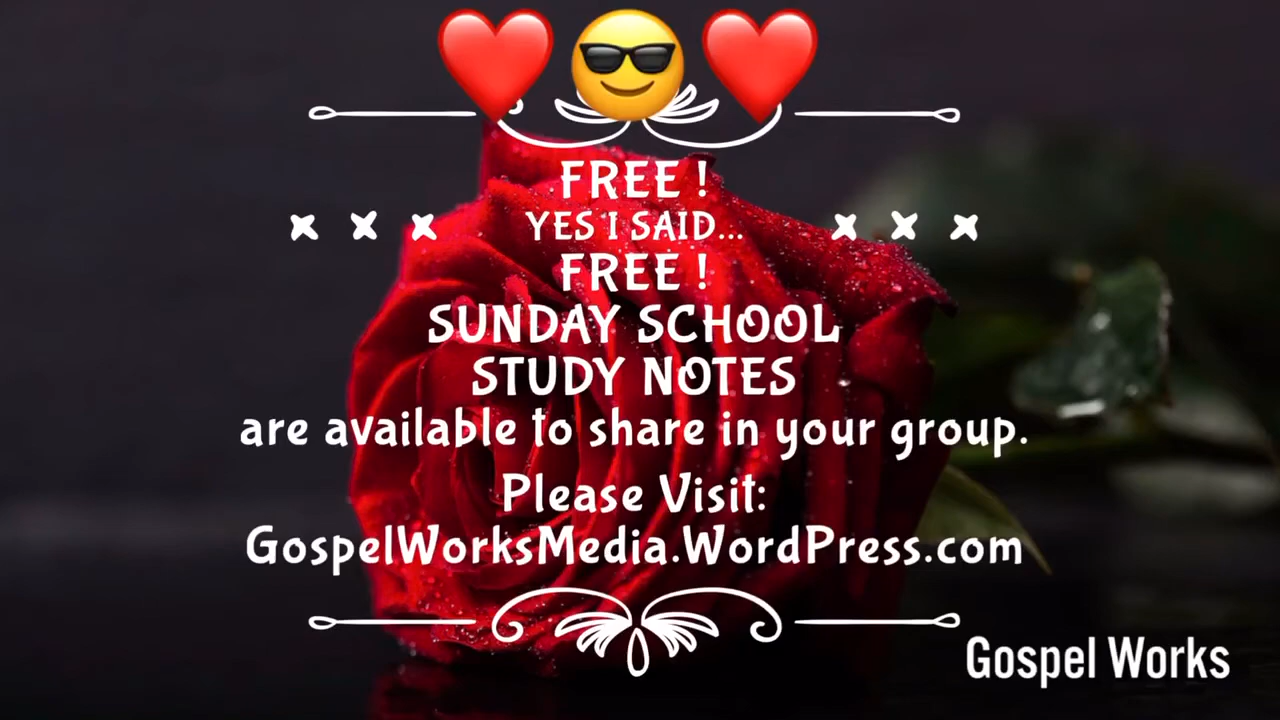 FREE !
YES I SAID...
FREE !
SUNDAY SCHOOL
STUDY NOTES
are available to share in your group.
Please Visit:
GospelWorksMedia.WordPress.com
Gospel Works